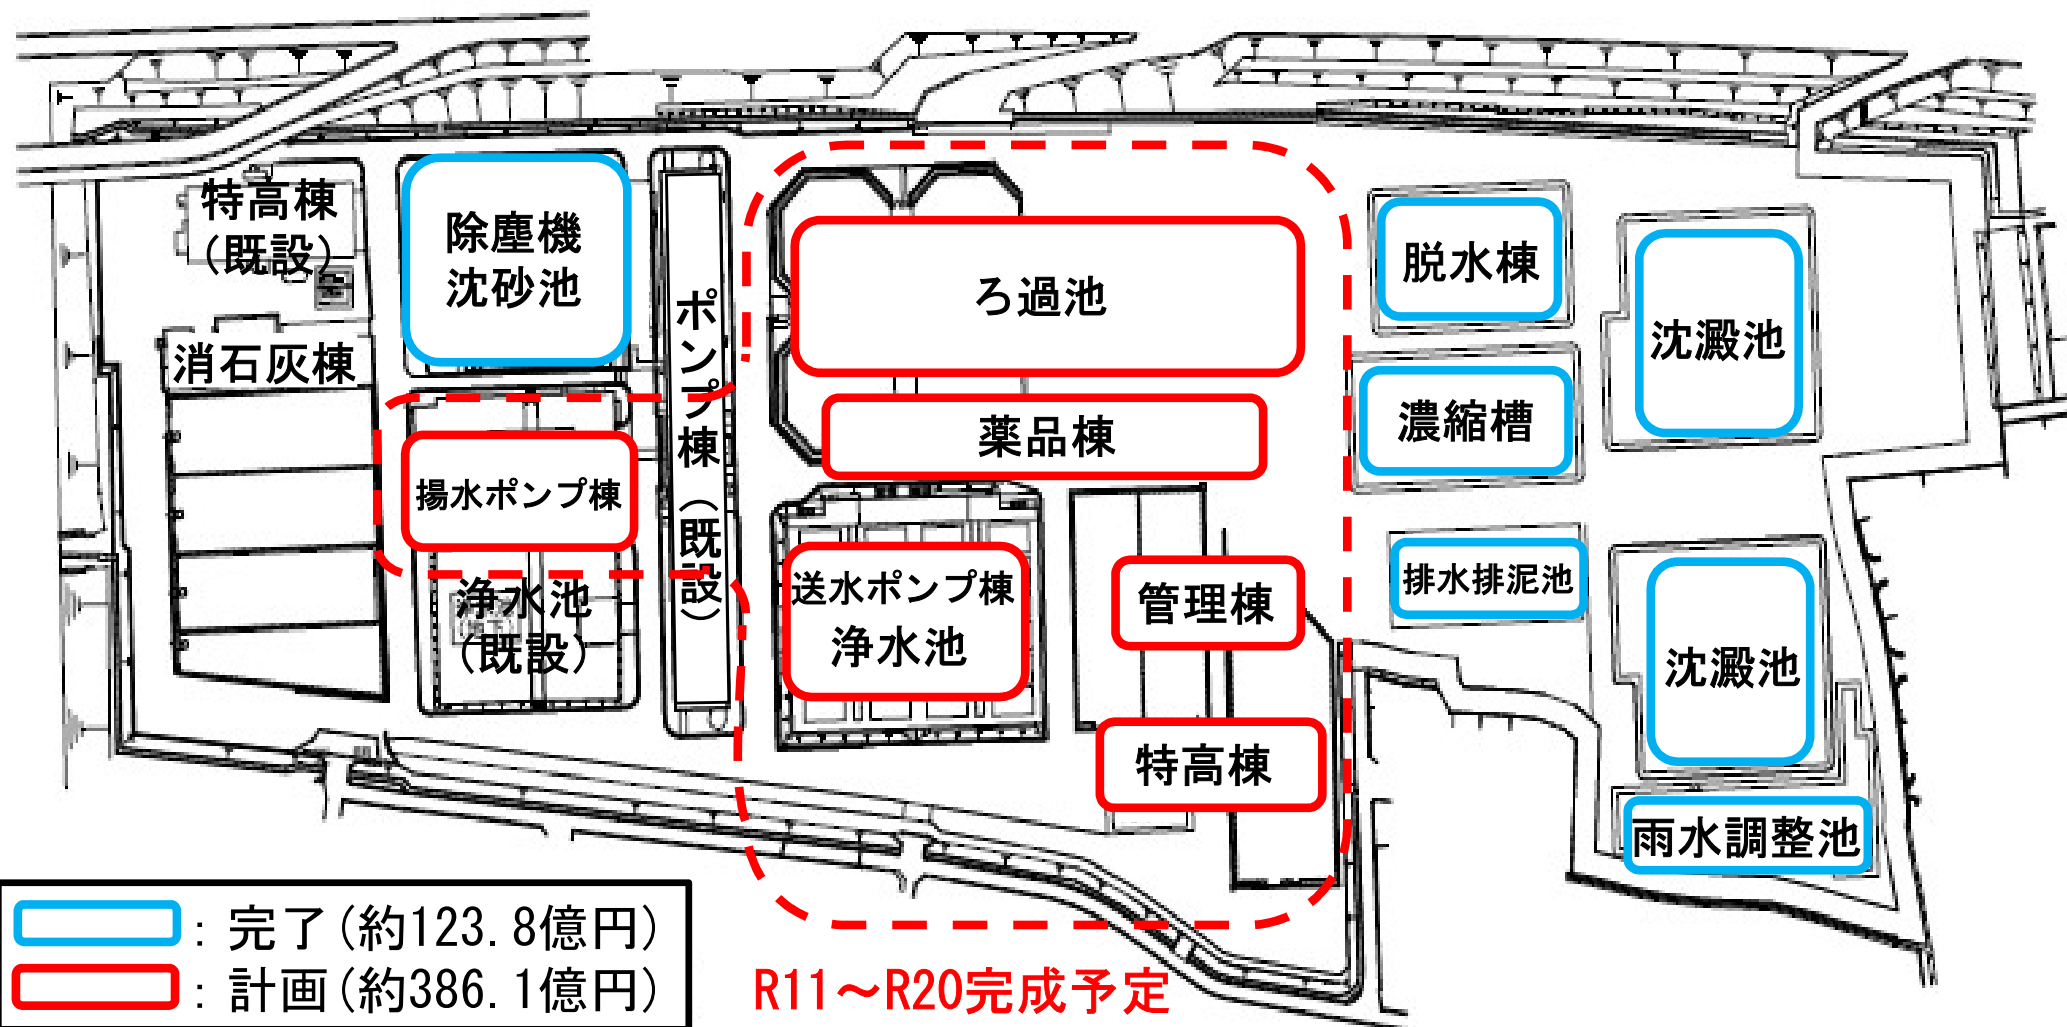 特高棟
(既設)
除塵機
沈砂池
消石灰棟
ポンプ棟(既設)
揚水ポンプ棟
浄水池
(既設)
ろ過池
薬品棟
送水ポンプ棟
浄水池
管理棟
特高棟
脱水棟
濃縮槽
排水排泥池
沈澱池
沈澱池
雨水調整池
:完了(約123.8億円)
:計画(約386.1億円)
R11～R20完成予定